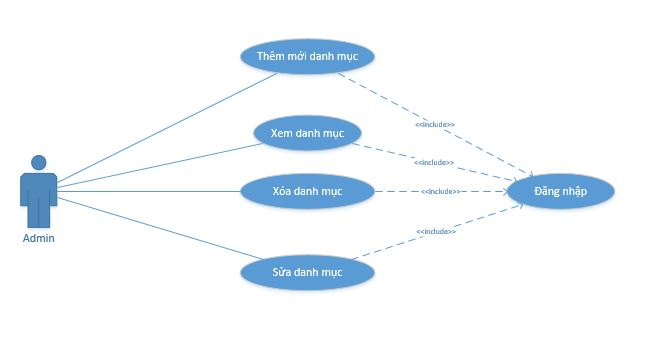 Thêm mới danh mục
<<include>>
Xem danh mục
<<include>>
Xóa danh mục
<<include>>
Đăng nhập
Admin
<<include>>
Sửa danh mục